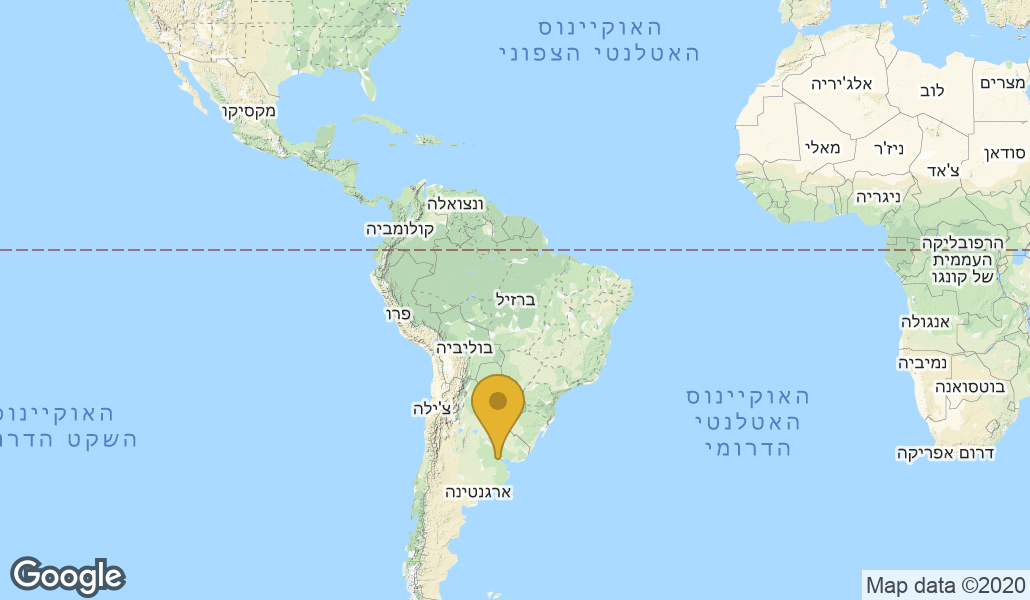 האוקיינוס
האטלנטי הצפוני
אלג'יריה
לוב
מצרים
מקסיקו
מאלי
ניז'ר
סודאן
צ'אד
ניגריה
ונצואלה
קולומביה
הרפובליקה
העממית
של קונגו
ברזיל
פרו
אנגולה
בוליביה
נמיביה
בוטסואנה
האוקיינוס
האטלנטי
הדרומי
צ'ילה
האוקיינוס
השקט הדרו
דרום אפריקה
ארגנטינה
Google
Map data ©2020